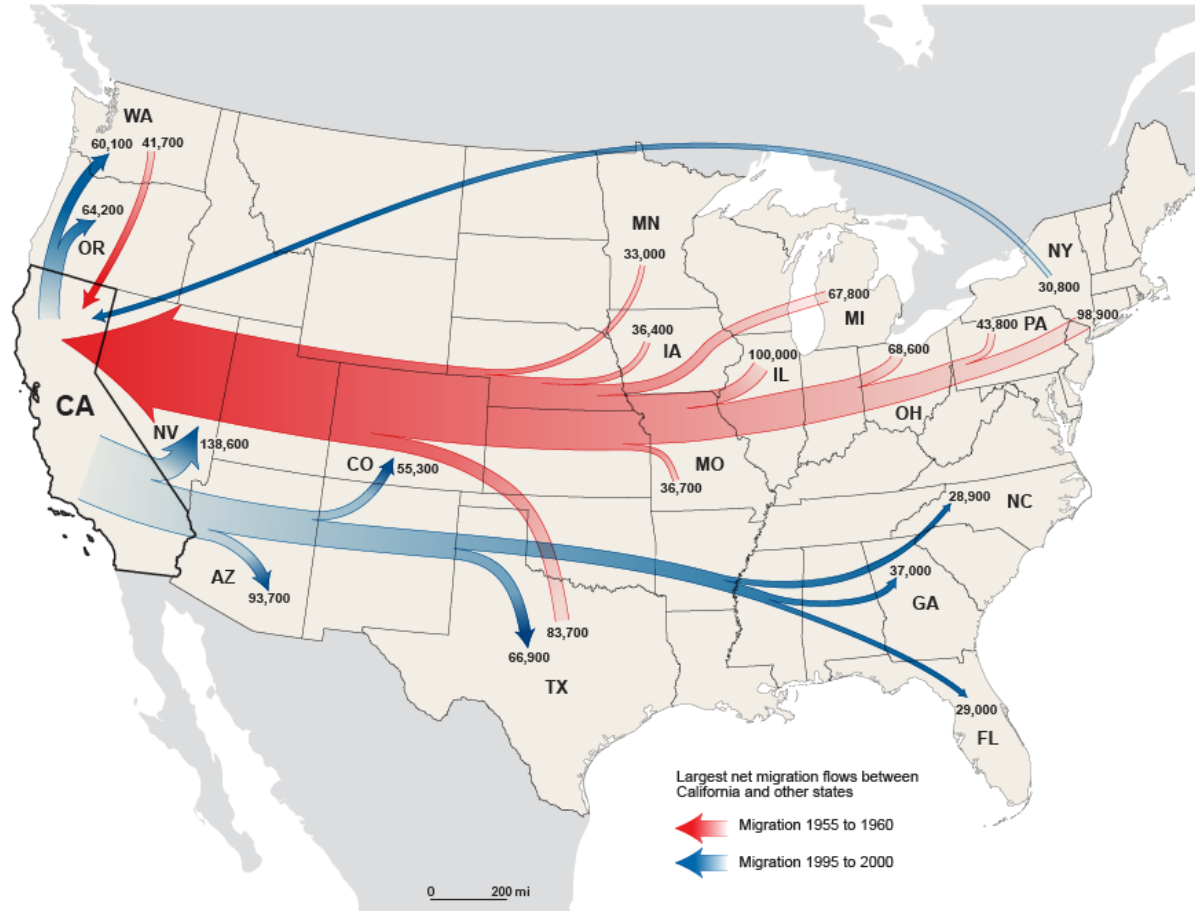 WA
60,100
41,700
64,200
OR
MN
33,000
NY
30,800
67,800
MI
36,400
IA
100,000
IL
68,600
OH
43,800
PA
98,900
CA
NV
138,600
CO
55,300
MO
36,700
AZ
93,700
83,700
66,900
TX
28,900
NC
37,000
GA
29,000
FL
Largest net migration flows between
California and other states
Migration 1955 to 1960
Migration 1995 to 2000
0 200 mi